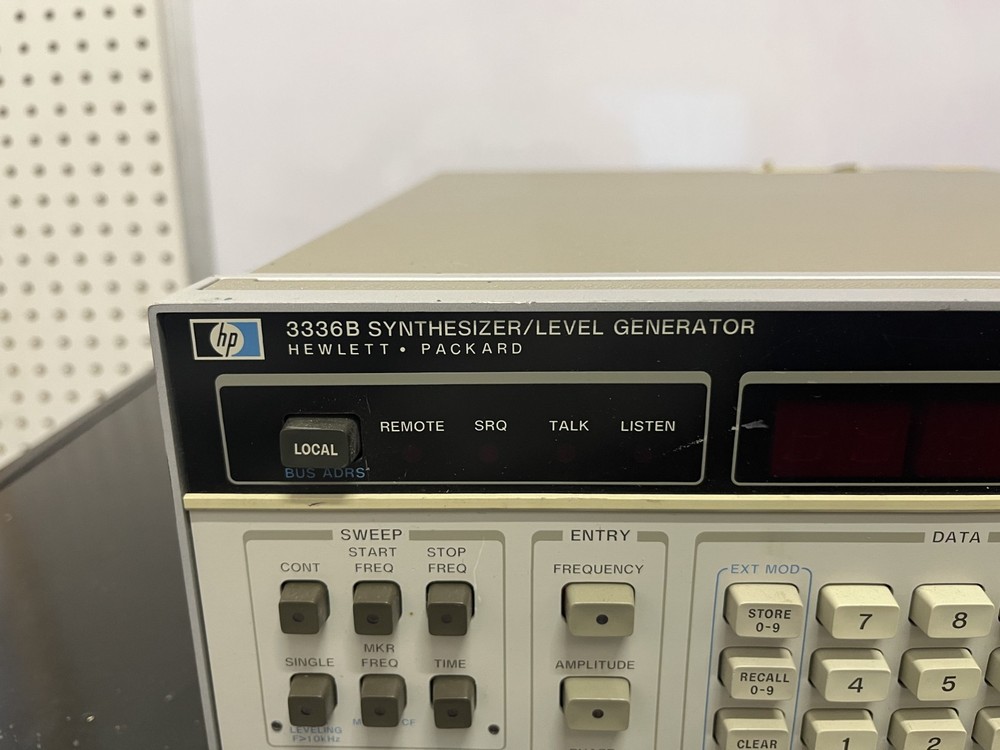 hp
3336B SYNTHESIZER/LEVEL GENERATOR
HEWLETT • PACKARD
LOCAL
REMOTE SRQ TALK LISTEN
BUS ADRS
SWEEP
CONT
START
FREQ
STOP
FREQ
SINGLE
MKR
FREQ
TIME
LEVELING
F>10kHz
ENTRY
FREQUENCY
AMPLITUDE
DATA
EXT MOD
STORE
0-9
7
8
RECALL
0-9
4
5
CLEAR
1
2